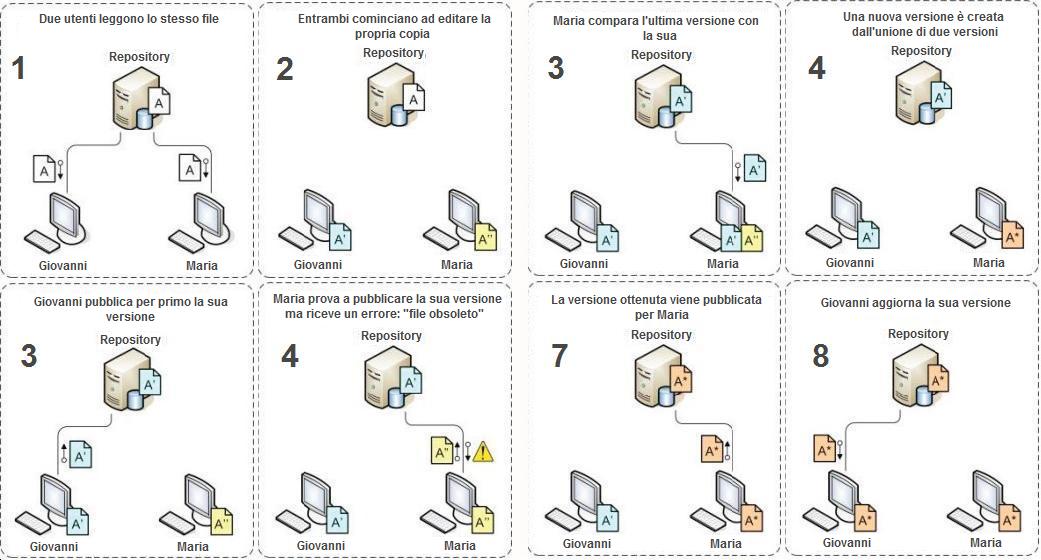 Due utenti leggono lo stesso file
Repository
1
A
A
A
Giovanni
Maria
Entrambi cominciano ad editare la
propria copia
Repository
2
A
A'
A''
Giovanni
Maria
Maria compara l'ultima versione con
la sua
Repository
3
A'
A'
A'
A'
A''
Giovanni
Maria
Una nuova versione è creata
dall'unione di due versioni
Repository
4
A'
A'
A*
Giovanni
Maria
Giovanni pubblica per primo la sua
versione
Repository
3
A'
A'
A'
A''
Giovanni
Maria
Maria prova a pubblicare la sua versione
ma riceve un errore: "file obsoleto"
Repository
4
A'
A''
A'
A''
Giovanni
Maria
La versione ottenuta viene pubblicata
per Maria
Repository
7
A*
A*
A'
A*
Giovanni
Maria
Giovanni aggiorna la sua versione
Repository
8
A*
A*
A*
A*
Giovanni
Maria